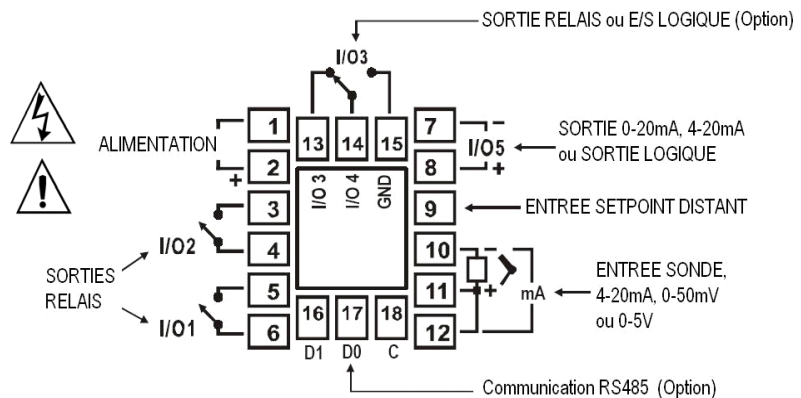 SORTIE RELAIS ou E/S LOGIQUE (Option)
I/O3
1
13
14
15
7
–
ALIMENTATION
I/O5
SORTIE 0-20mA, 4-20mA
ou SORTIE LOGIQUE
2
+
8
+
I/O3
I/O4
GND
3
9
ENTREE SETPOINT DISTANT
I/O2
4
10
SORTIES
RELAIS
5
11
+
mA
ENTREE SONDE,
4-20mA, 0-50mV
ou 0-5V
I/O1
6
16
17
18
12
D1
D0
C
Communication RS485 (Option)